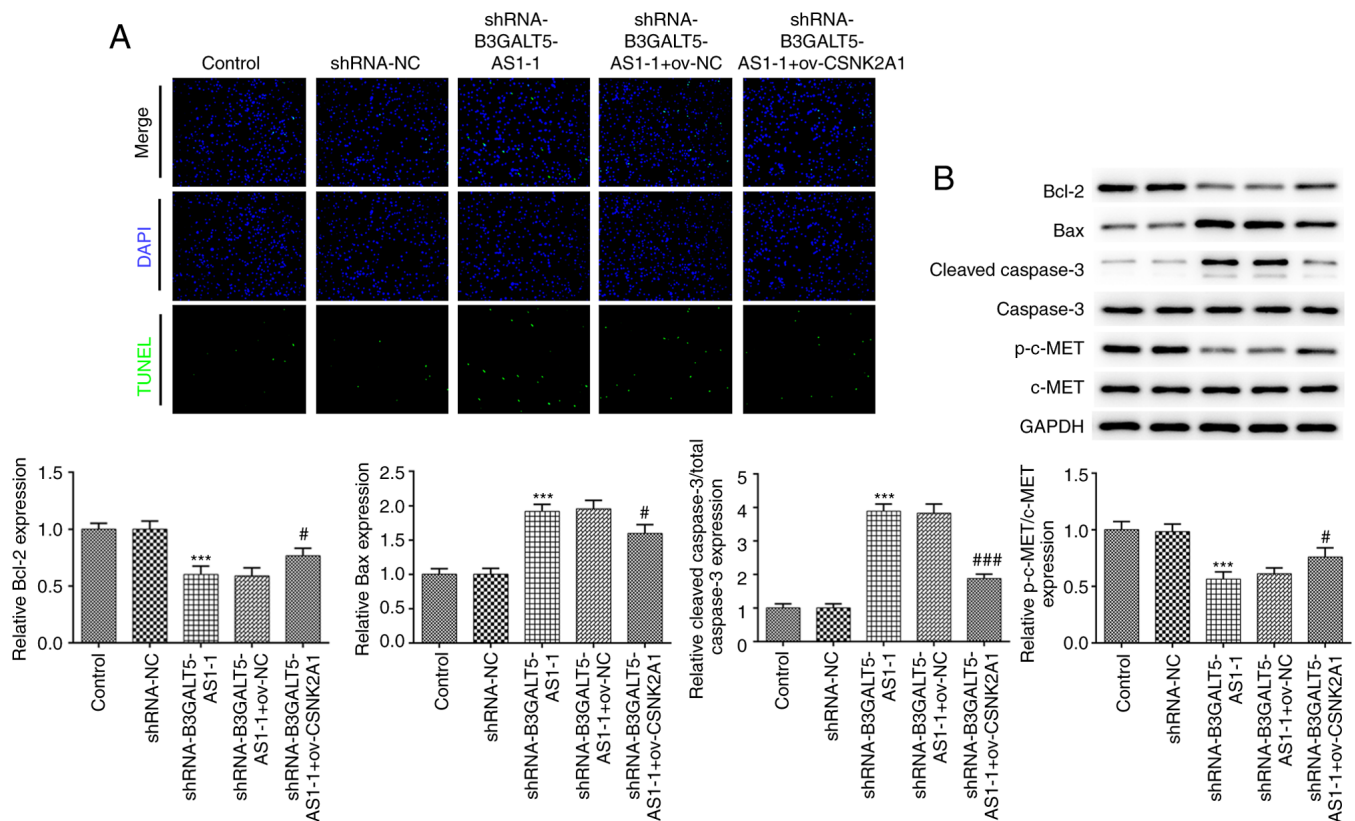 A
Control
shRNA-NC
shRNA-
B3GALT5-
AS1-1
shRNA-
B3GALT5-
AS1-1+ov-NC
shRNA-
B3GALT5-
AS1-1+ov-CSNK2A1
Merge
DAPI
TUNEL
B
Bcl-2
Bax
Cleaved caspase-3
Caspase-3
p-c-MET
c-MET
GAPDH
Relative Bcl-2 expression
1.5
1.0
0.5
0.0
***
#
Control
shRNA-NC
shRNA-B3GALT5-
AS1-1
shRNA-B3GALT5-
AS1-1+ov-NC
shRNA-B3GALT5-
AS1-1+ov-CSNK2A1
Relative Bax expression
2.5
2.0
1.5
1.0
0.5
0.0
***
#
Control
shRNA-NC
shRNA-B3GALT5-
AS1-1
shRNA-B3GALT5-
AS1-1+ov-NC
shRNA-B3GALT5-
AS1-1+ov-CSNK2A1
Relative cleaved caspase-3/total
caspase-3 expression
5
4
2
1
0
***
###
Control
shRNA-NC
shRNA-B3GALT5-
AS1-1
shRNA-B3GALT5-
AS1-1+ov-NC
shRNA-B3GALT5-
AS1-1+ov-CSNK2A1
Relative p-c-MET/c-MET
expression
1.5
1.0
0.5
0.0
***
#
Control
shRNA-NC
shRNA-B3GALT5-
AS1-1
shRNA-B3GALT5-
AS1-1+ov-NC
shRNA-B3GALT5-
AS1-1+ov-CSNK2A1